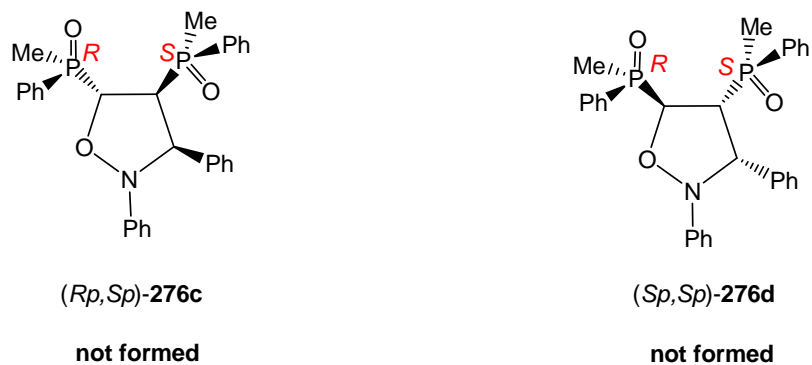 O Me
Me R S Ph
P P
Ph O
O
N Ph
Ph
(Rp,Sp)-276c
not formed
O Me
Me R S Ph
P P
Ph O
O
N Ph
Ph
(Sp,Sp)-276d
not formed